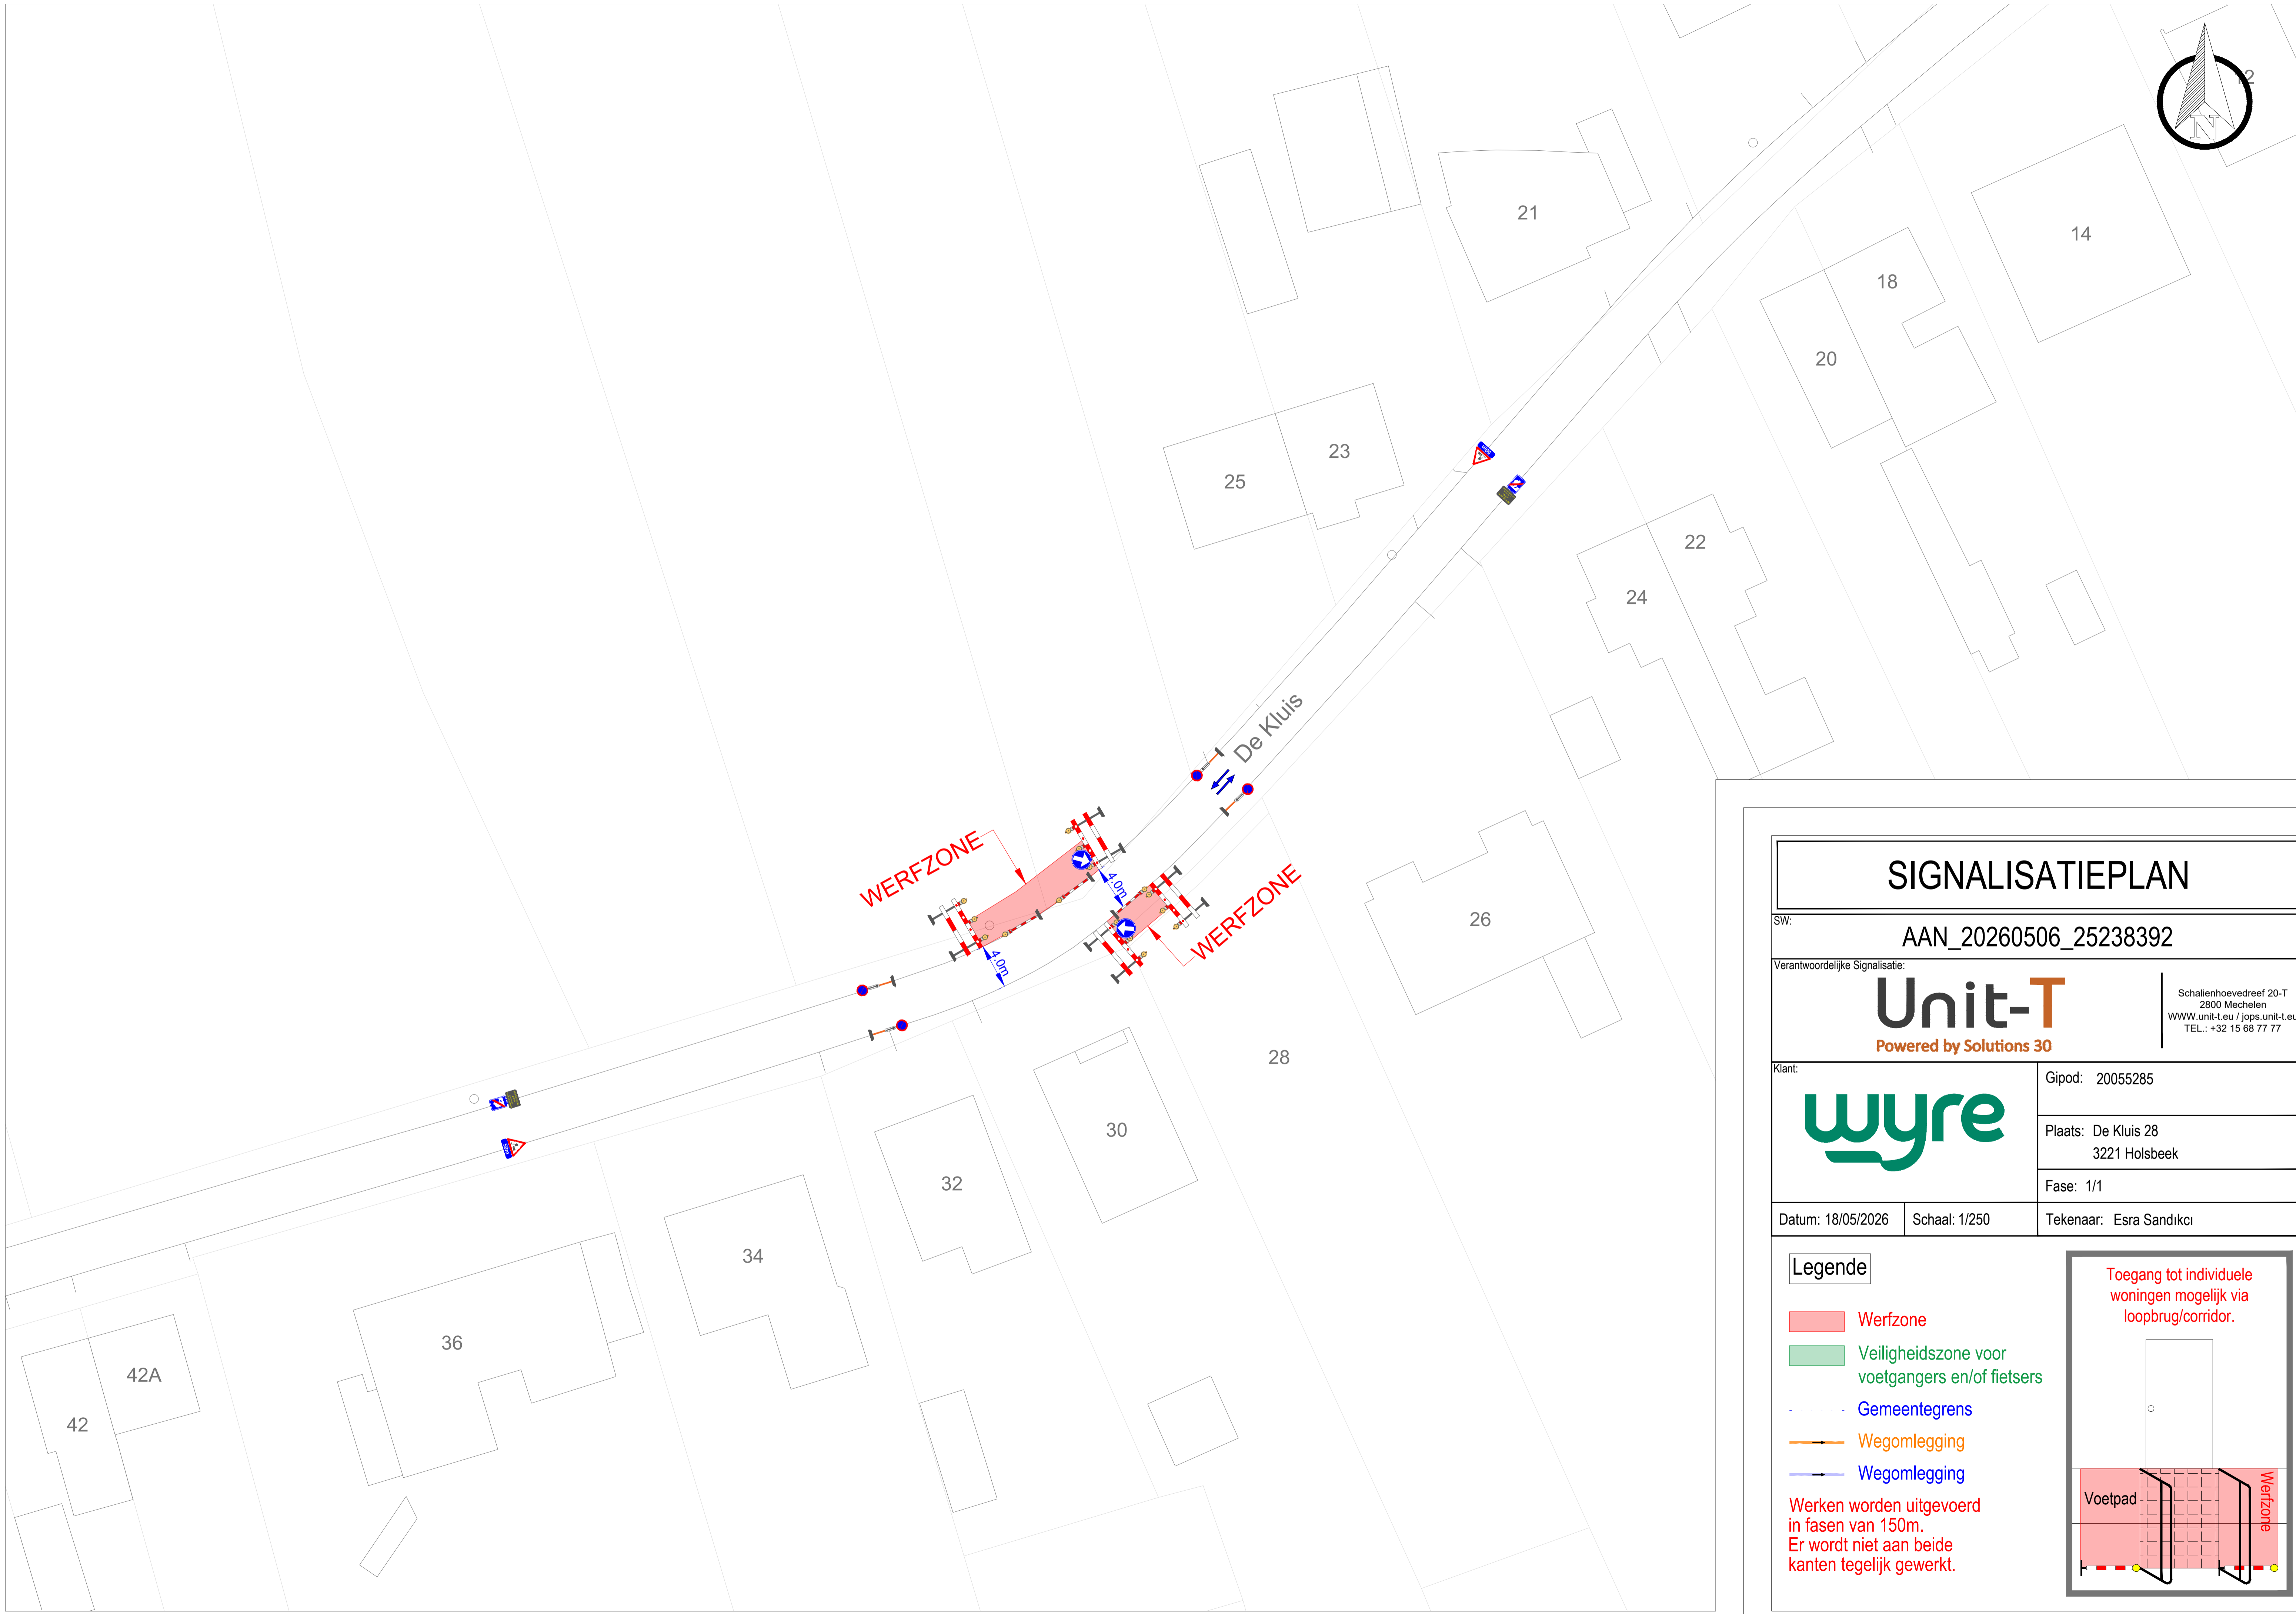 12
21
14
18
20
23
25
22
24
De Kluis
WERFZONE
4.0m
WERFZONE
4.0m
26
28
30
32
34
36
42A
42
N
SIGNALISATIEPLAN
SW:
AAN_20260506_25238392
Verantwoordelijke Signalisatie:
Unit-T
Powered by Solutions 30
Schalienhoevedreef 20-T
2800 Mechelen
WWW.unit-t.eu / jops.unit-t.eu
TEL.: +32 15 68 77 77
Klant:
wyre
Gipod: 20055285
Plaats: De Kluis 28
3221 Holsbeek
Fase: 1/1
Datum: 18/05/2026
Schaal: 1/250
Tekenaar: Esra Sandıkcı
Legende
Werfzone
Veiligheidszone voor
voetgangers en/of fietsers
Gemeentegrens
Wegomlegging
Wegomlegging
Werken worden uitgevoerd
in fasen van 150m.
Er wordt niet aan beide
kanten tegelijk gewerkt.
Toegang tot individuele
woningen mogelijk via
loopbrug/corridor.
Voetpad
Werfzone